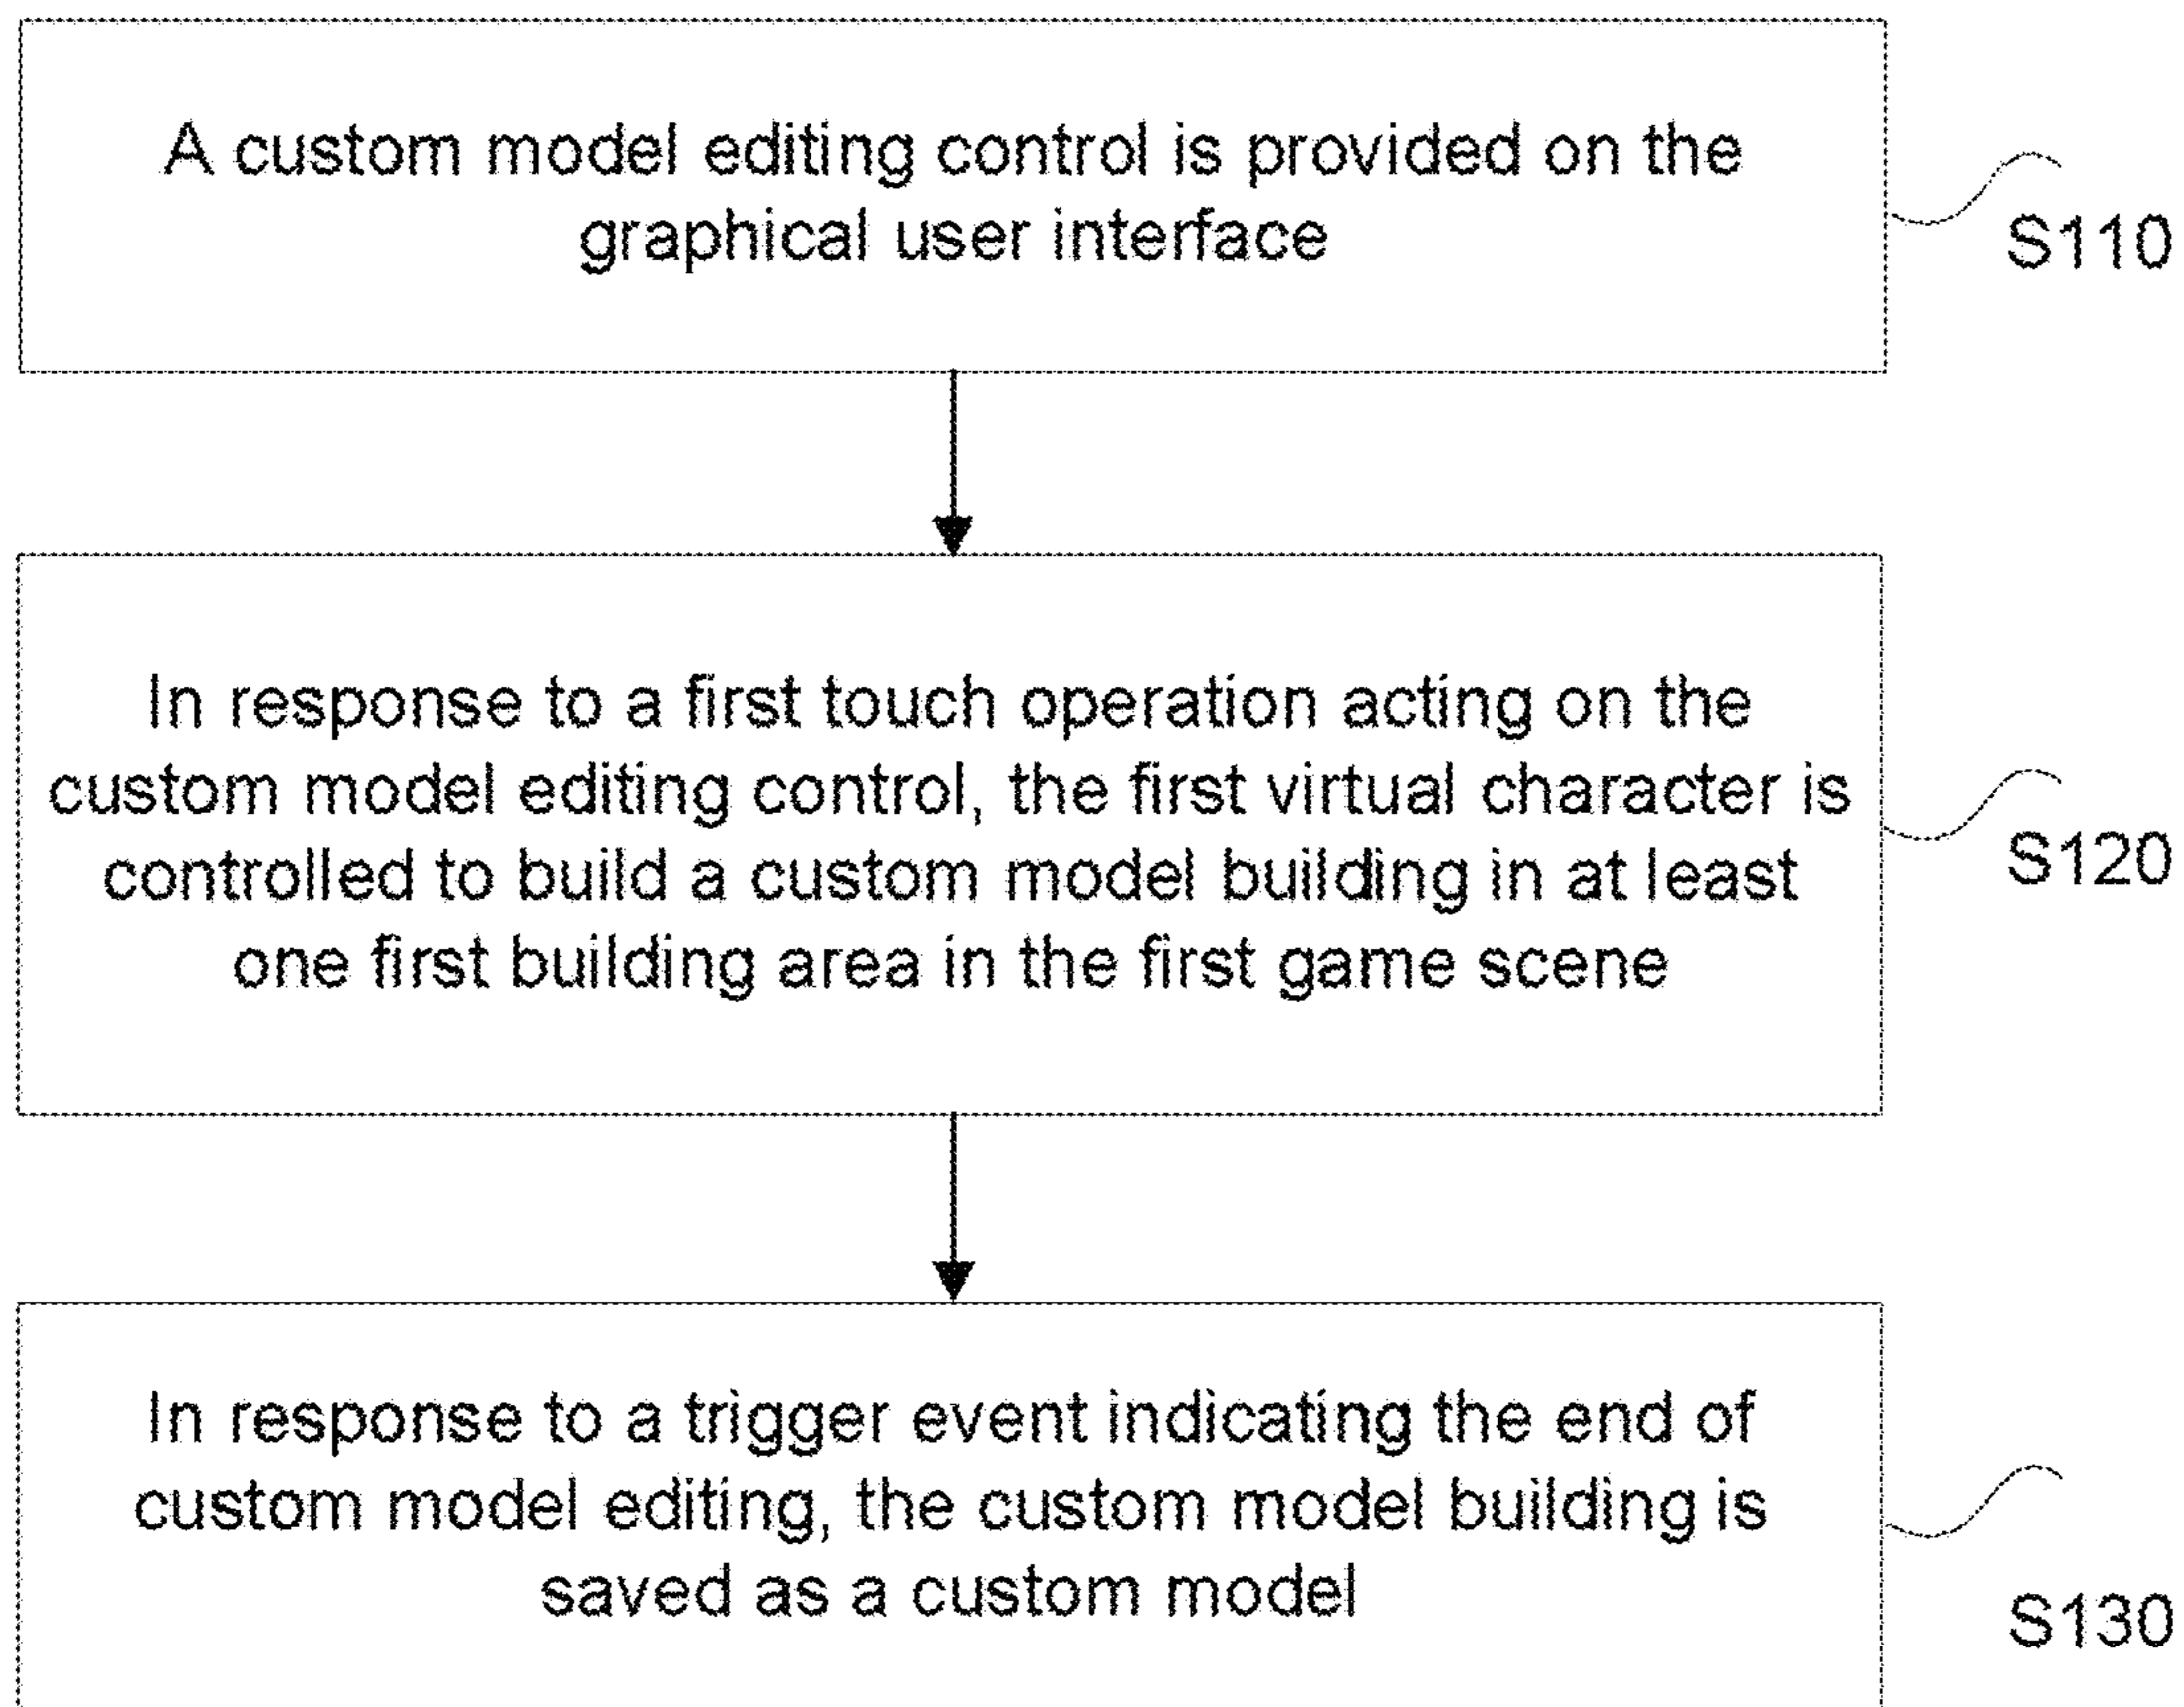 A custom model editing control is provided on the
graphical user interface
S110
In response to a first touch operation acting on the
custom model editing control, the first virtual character is
controlled to build a custom model building in at least
one first building area in the first game scene
S120
In response to a trigger event indicating the end of
custom model editing, the custom model building is
saved as a custom model
S130